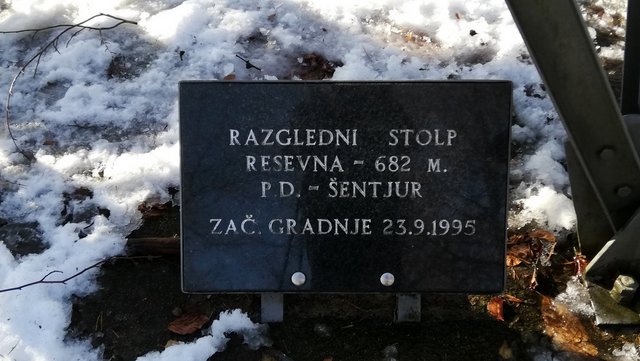 RAZGLEDNI STOLP
RESEVNA - 682 M.
P.D. - ŠENTJUR
ZAČ. GRADNJE 23.9.1995